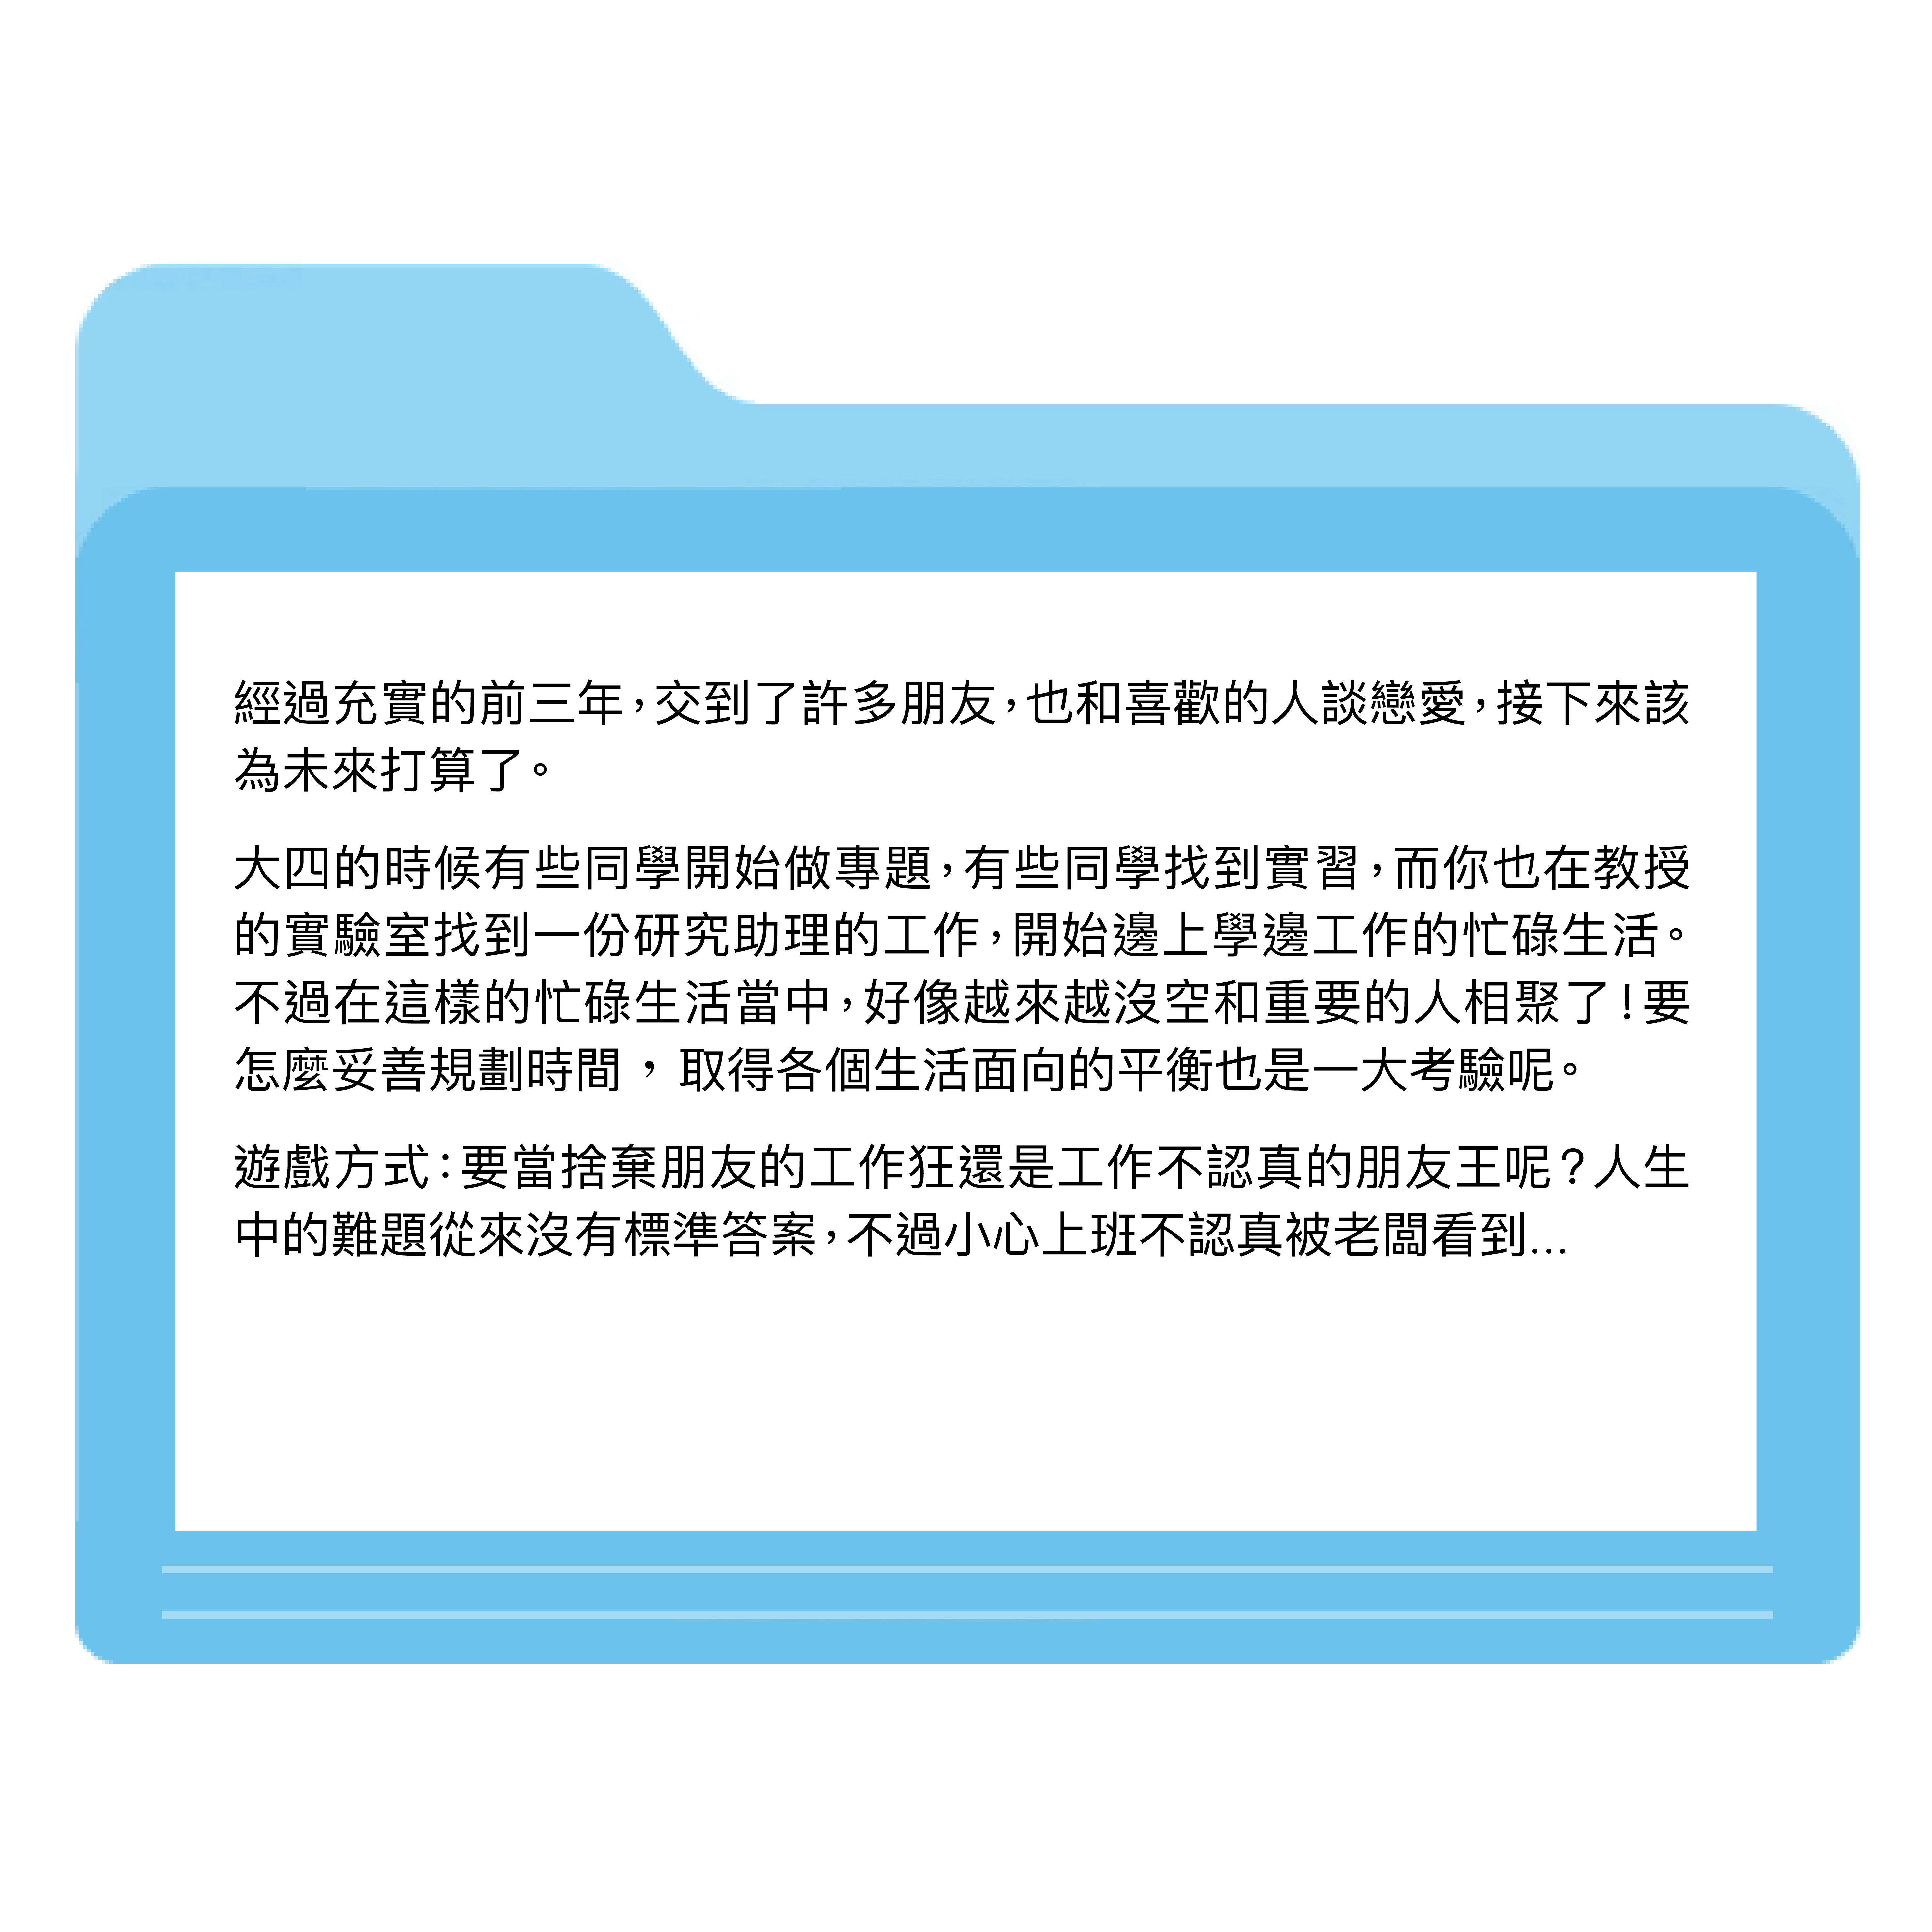 經過充實的前三年，交到了許多朋友，也和喜歡的人談戀愛，接下來該
為未來打算了。
大四的時候有些同學開始做專題，有些同學找到實習，而你也在教授
的實驗室找到一份研究助理的工作，開始邊上學邊工作的忙碌生活。
不過在這樣的忙碌生活當中，好像越來越沒空和重要的人相聚了！要
怎麼妥善規劃時間， 取得各個生活面向的平衡也是一大考驗呢。
遊戲方式：要當捨棄朋友的工作狂還是工作不認真的朋友王呢？人生
中的難題從來沒有標準答案，不過小心上班不認真被老闆看到...